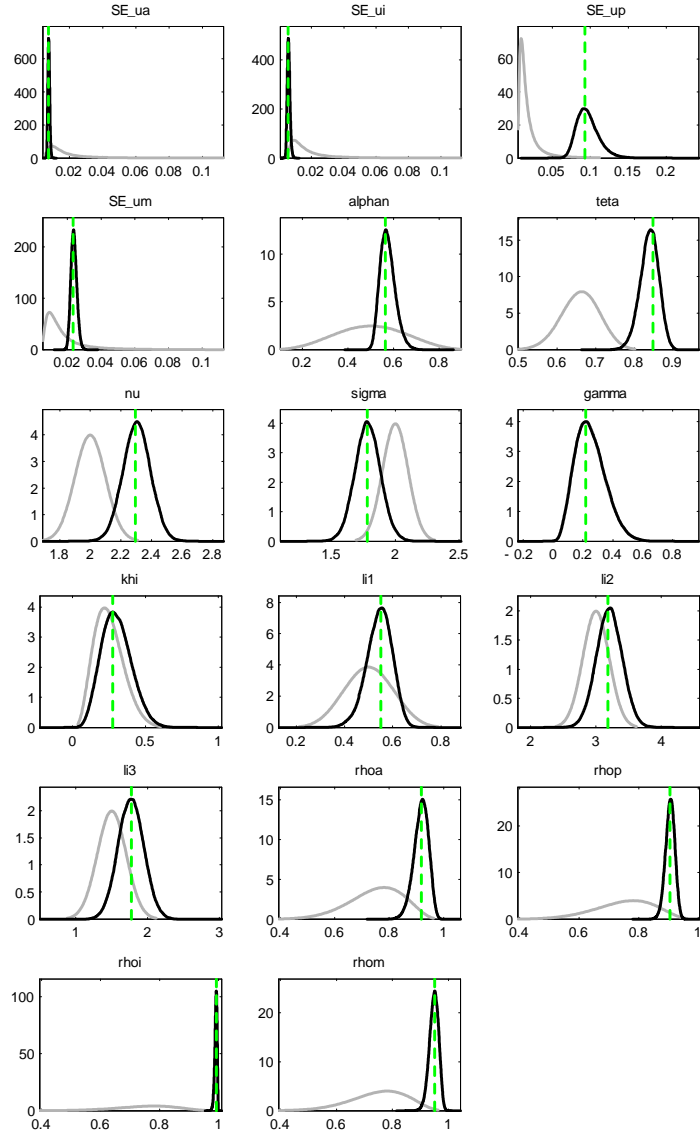 SE_ua SE_ui SE_up
600 400 200 0
0.02 0.04 0.06 0.08 0.1
400 200 0
0.02 0.04 0.06 0.08 0.1
60 40 20 0
0.05 0.1 0.15 0.2
SE_um alphan teta
200 100 0
0.02 0.04 0.06 0.08 0.1
10 5 0
0.2 0.4 0.6 0.8
15 10 5 0
0.5 0.6 0.7 0.8 0.9
nu sigma gamma
4 3 2 1 0
1.8 2 2.2 2.4 2.6 2.8
4 3 2 1 0
1.5 2 2.5
4 3 2 1 0
-0.2 0 0.2 0.4 0.6 0.8
khi li1 li2
4 3 2 1 0
0 0.5 1
8 6 4 2 0
0.2 0.4 0.6 0.8
2 1.5 1 0.5 0
2 3 4
li3 rhoa rhop
2 1.5 1 0.5 0
1 2 3
15 10 5 0
0.4 0.6 0.8 1
20 10 0
0.4 0.6 0.8 1
rhoi rhom
100 50 0
0.4 0.6 0.8 1
20 10 0
0.4 0.6 0.8 1